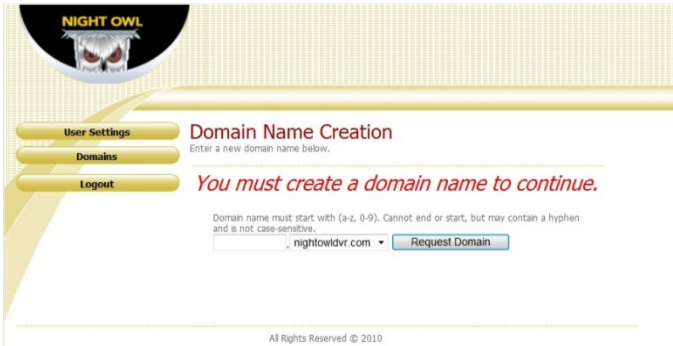 NIGHT OWL
User Settings
Domains
Logout
Domain Name Creation
Enter a new domain name below.
You must create a domain name to continue.
Domain name must start with (a-z, 0-9). Cannot end or start, but may contain a hyphen
and is not case-sensitive.
. nightowldvr.com Request Domain
All Rights Reserved © 2010